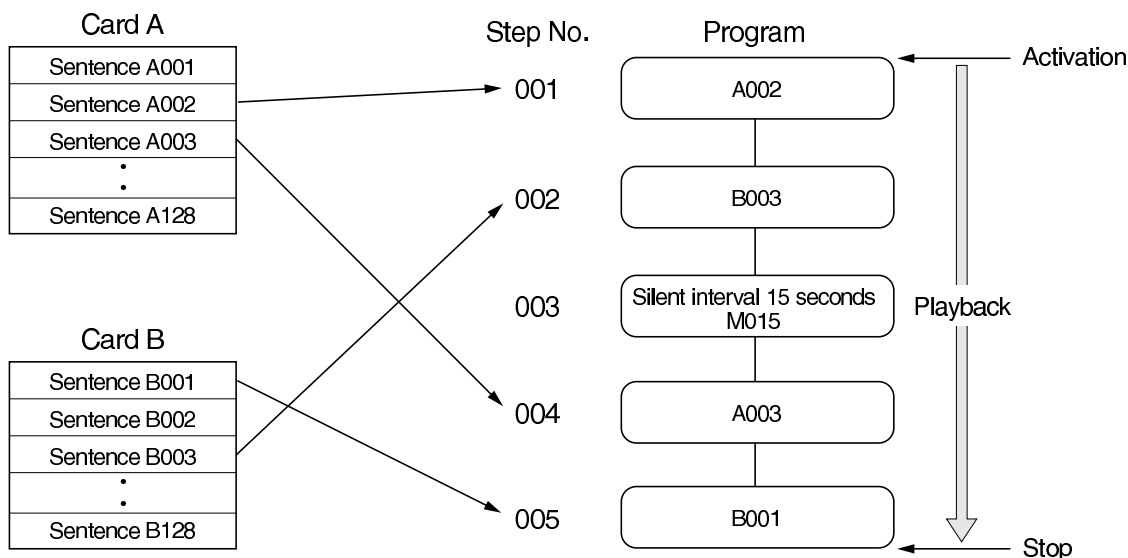 Card A
Sentence A001
Sentence A002
Sentence A003
Sentence A128
Card B
Sentence B001
Sentence B002
Sentence B003
Sentence B128
Step No.
001
002
003
004
005
Program
A002
B003
Silent interval 15 seconds
M015
A003
B001
Activation
Playback
Stop